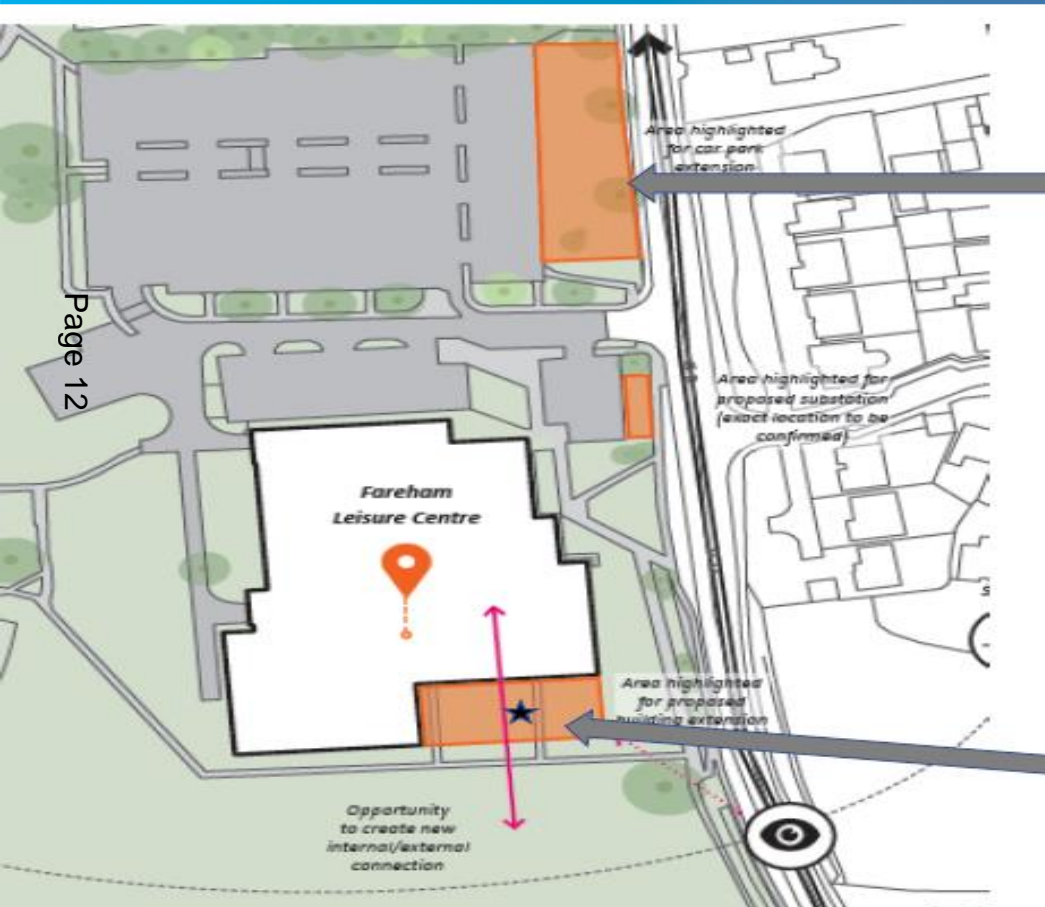 Area highlighted
for car park
extension
Page 12
Area highlighted for
proposed substation
(exact location to be
confirmed)
Fareham
Leisure Centre
Area highlighted
for proposed
building extension
Opportunity
to create new
internal/external
connection